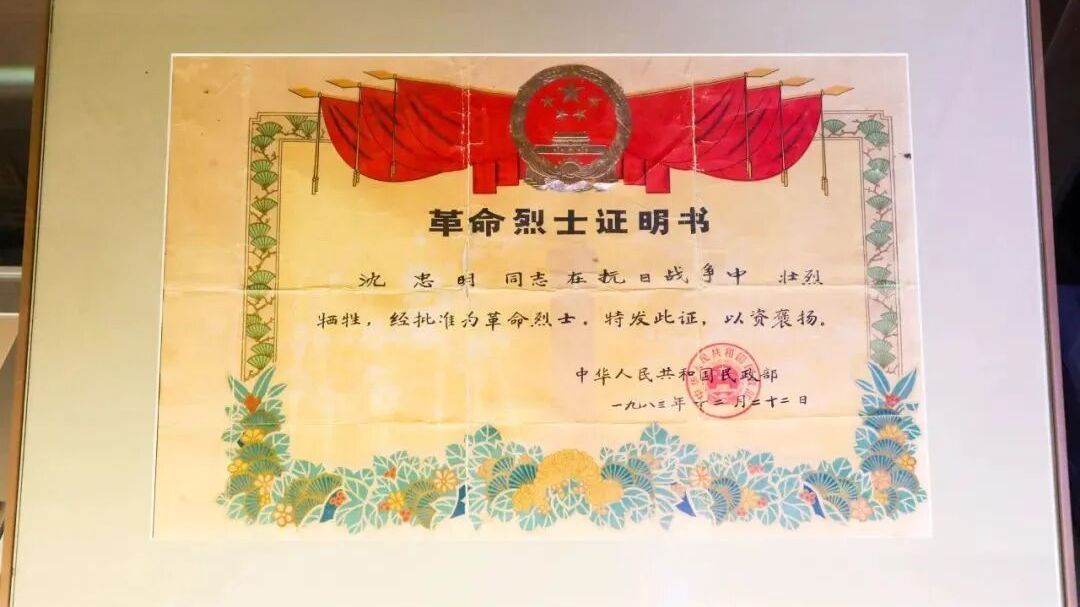 革命烈士证明书
沈忠明同志在抗日战争中壮烈
牺牲，经批准为革命烈士。特发此证，以资褒扬。
中华人民共和国民政部
一九八三年十二月二十二日